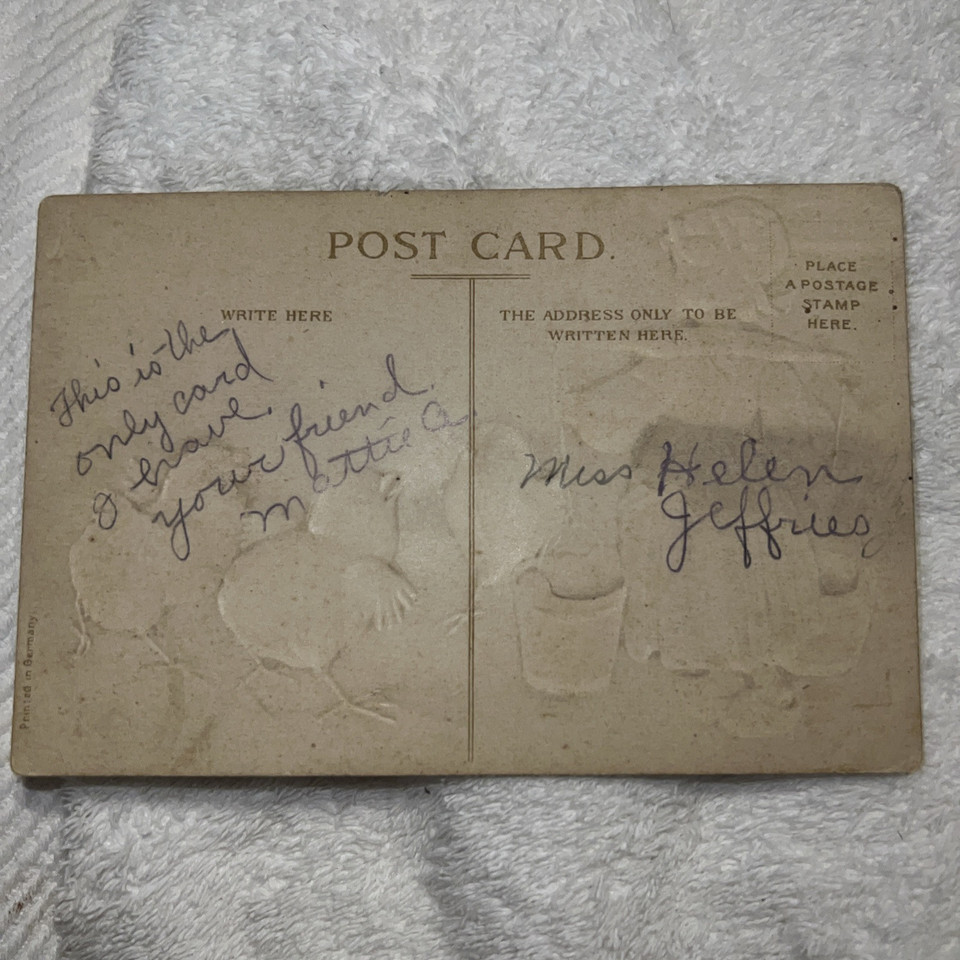 POST CARD.
WRITE HERE
THE ADDRESS ONLY TO BE
WRITTEN HERE.
PLACE
A POSTAGE
STAMP
HERE.
This is the
only card
I have.
your friend.
Mattie A
Miss Helen
Jeffries
Printed in Germany.